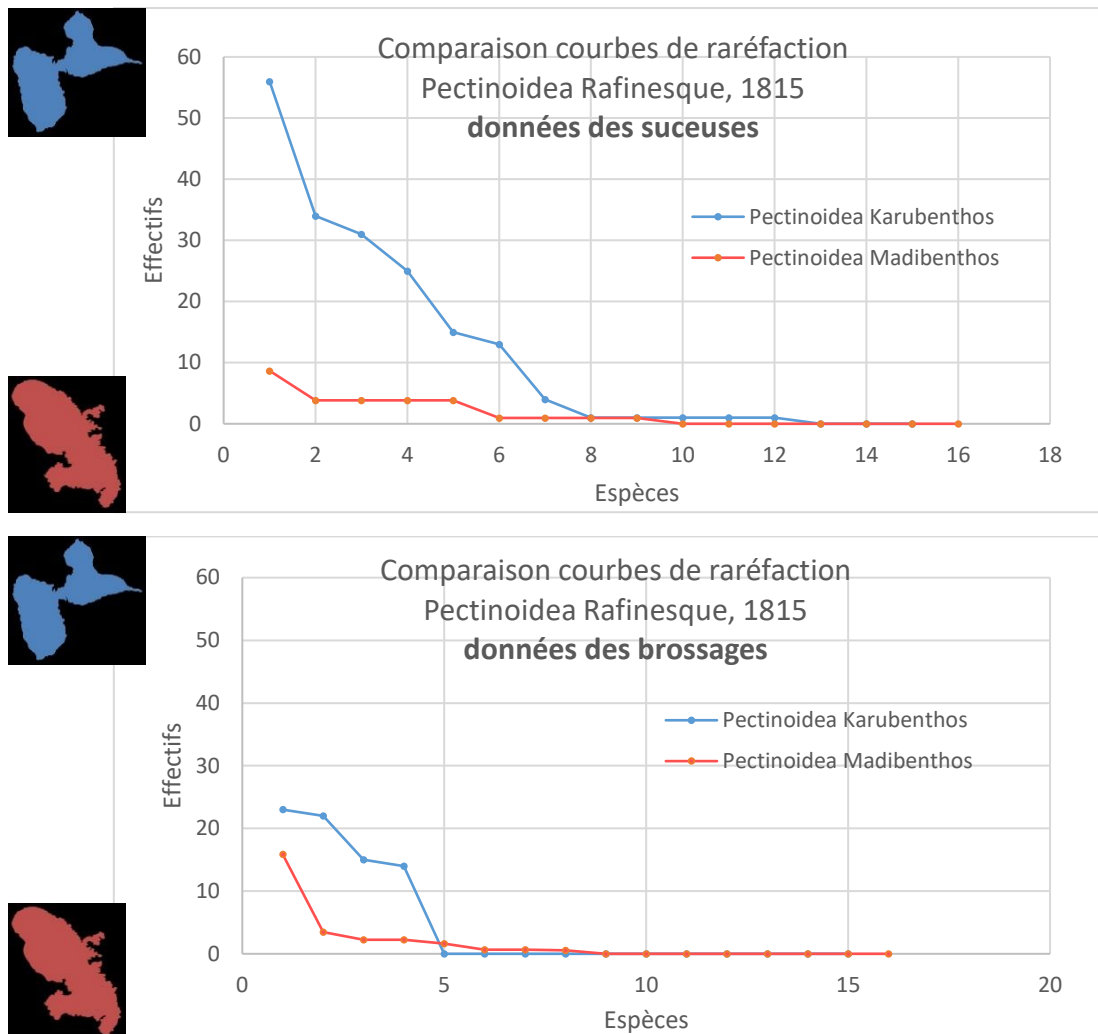 Comparaison courbes de raréfaction
Pectinoidea Rafinesque, 1815
données des suceuses
60
50
40
30
20
10
0
Effectifs
Pectinoidea Karubenthos
Pectinoidea Madibenthos
0 2 4 6 8 10 12 14 16 18
Espèces
Comparaison courbes de raréfaction
Pectinoidea Rafinesque, 1815
données des brossages
60
50
40
30
20
10
0
Effectifs
Pectinoidea Karubenthos
Pectinoidea Madibenthos
0 5 10 15 20
Espèces